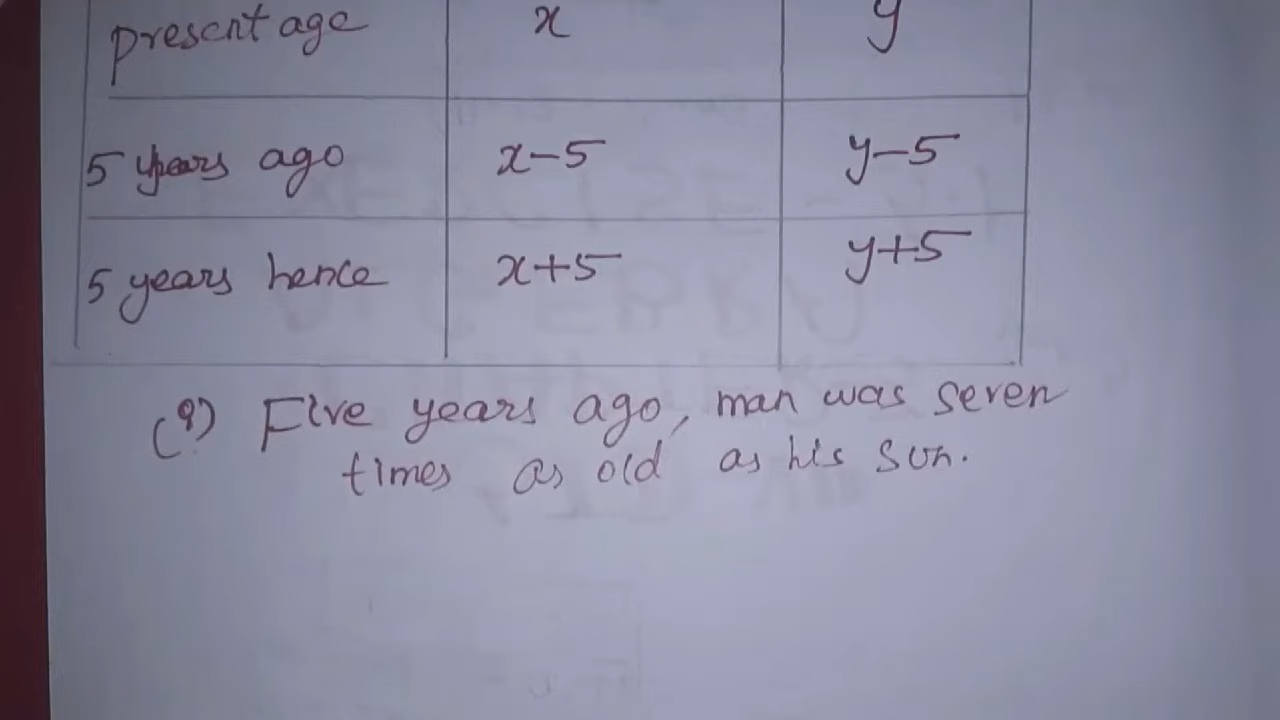 present age x y
5 years ago x-5 y-5
5 years hence x+5 y+5
(9) Five years ago, man was seven
times as old as his son.